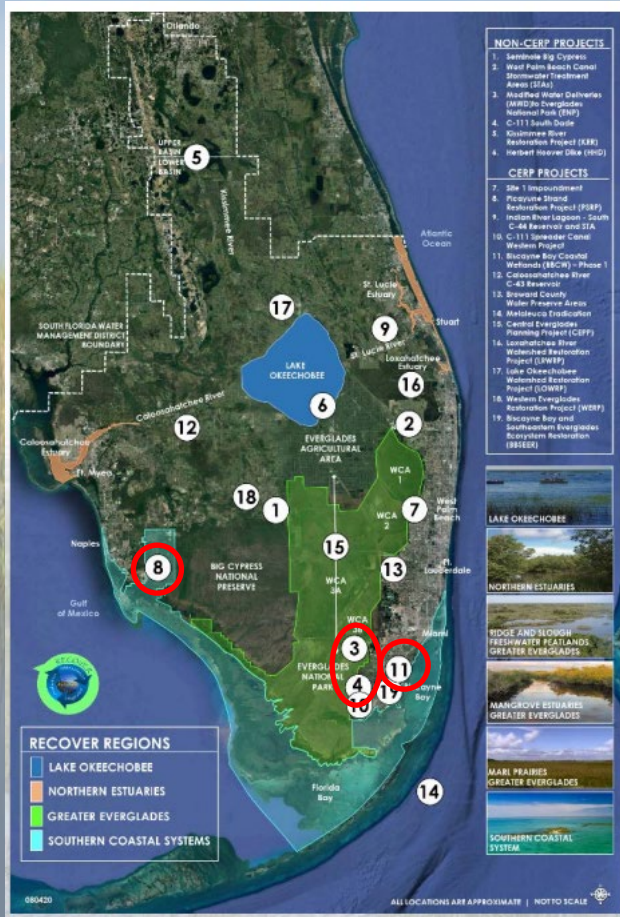 Orlando
UPPER
BASIN
LOWER
BASIN
5
Kissimmee River
Atlantic
Ocean
St. Lucie
Estuary
Stuart
17
9
St. Lucie River
SOUTH FLORIDA WATER
MANAGEMENT DISTRICT
BOUNDARY
LAKE
OKEECHOBEE
Loxahatchee
Estuary
16
6
Caloosahatchee River
12
2
Caloosahatchee
Estuary
EVERGLADES
AGRICULTURAL
AREA
Ft. Myers
WCA
1
18
1
7
West
Palm
Beach
WCA
2
15
Naples
8
BIG CYPRESS
NATIONAL
PRESERVE
13
Ft.
Lauderdale
WCA
3A
Gulf
of Mexico
WCA
3B
Miami
3
11
EVERGLADES
NATIONAL
PARK
4
19
Biscayne
Bay
10
RECOVER
Florida
Bay
14
RECOVER REGIONS
LAKE OKEECHOBEE
NORTHERN ESTUARIES
GREATER EVERGLADES
SOUTHERN COASTAL SYSTEMS
NON-CERP PROJECTS
1. Seminole Big Cypress
2. West Palm Beach Canal
Stormwater Treatment
Areas (STAs)
3. Modified Water Deliveries
(MWD)to Everglades
National Park (ENP)
4. C-111 South Dade
5. Kissimmee River
Restoration Project (KRR)
6. Herbert Hoover Dike (HHD)
CERP PROJECTS
7. Site 1 Impoundment
8. Picayune Strand
Restoration Project (PSRP)
9. Indian River Lagoon - South
C-44 Reservoir and STA
10. C-111 Spreader Canal
Western Project
11. Biscayne Bay Coastal
Wetlands (BBCW) - Phase 1
12. Caloosahatchee River
C-43 Reservoir
13. Broward County
Water Preserve Areas
14. Melaleuca Eradication
15. Central Everglades
Planning Project (CEPP)
16. Loxahatchee River
Watershed Restoration
Project (LRWRP)
17. Lake Okeechobee
Watershed Restoration
Project (LOWRP)
18. Western Everglades
Restoration Project (WERP)
19. Biscayne Bay and
Southeastern Everglades
Ecosystem Restoration
(BBSEER)
LAKE OKEECHOBEE
NORTHERN ESTUARIES
RIDGE AND SLOUGH
FRESHWATER PEATLANDS
GREATER EVERGLADES
MANGROVE ESTUARIES
GREATER EVERGLADES
MARL PRAIRIES
GREATER EVERGLADES
SOUTHERN COASTAL
SYSTEM
080420
ALL LOCATIONS ARE APPROXIMATE | NOT TO SCALE